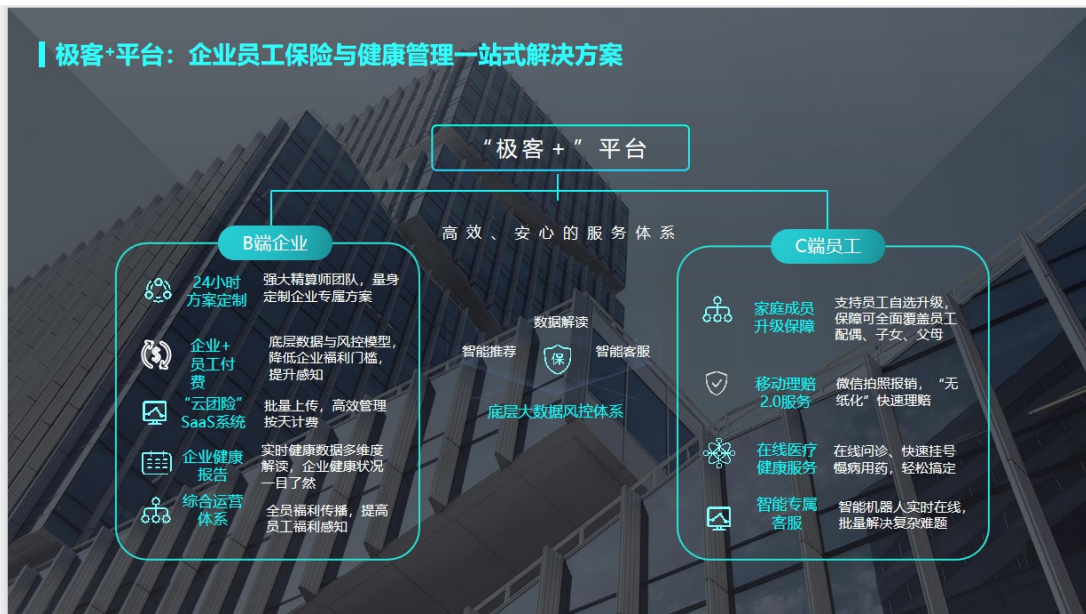 极客+平台：企业员工保险与健康管理一站式解决方案
“极客+”平台
高效、安心的服务体系
B端企业
24小时
方案定制
强大精算师团队，量身
定制企业专属方案
企业+
员工付
费
底层数据与风控模型，
降低企业福利门槛，
提升感知
“云团险”
SaaS系统
批量上传，高效管理
按天计费
企业健康
报告
实时健康数据多维度
解读，企业健康状况
一目了然
综合运营
体系
全员福利传播，提高
员工福利感知
数据解读
智能推荐
保
智能客服
底层大数据风控体系
C端员工
家庭成员
升级保障
支持员工自选升级，
保障可全面覆盖员工
配偶、子女、父母
移动理赔
2.0服务
微信拍照报销，“无
纸化”快速理赔
在线医疗
健康服务
在线问诊、快速挂号
慢病用药，轻松搞定
智能专属
客服
智能机器人实时在线，
批量解决复杂难题